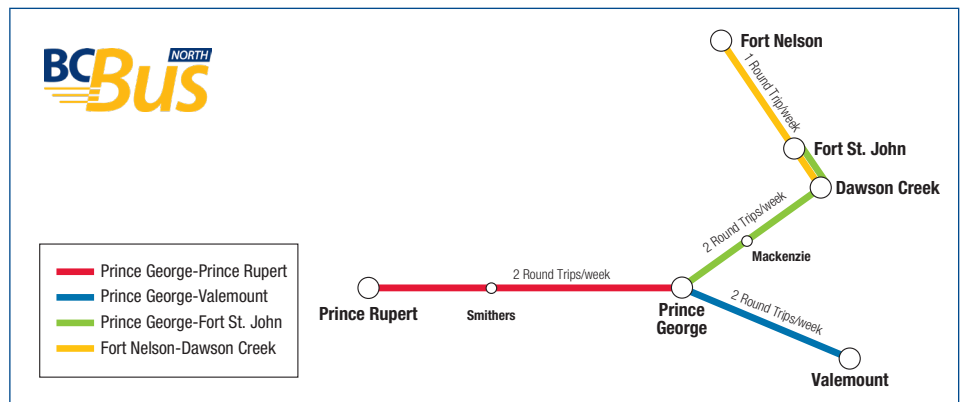 BC Bus NORTH
Fort Nelson
1 Round Trip/week
Fort St. John
Dawson Creek
2 Round Trips/week
Mackenzie
2 Round Trips/week
Prince Rupert
Smithers
Prince
George
2 Round Trips/week
Valemount
Prince George-Prince Rupert
Prince George-Valemount
Prince George-Fort St. John
Fort Nelson-Dawson Creek